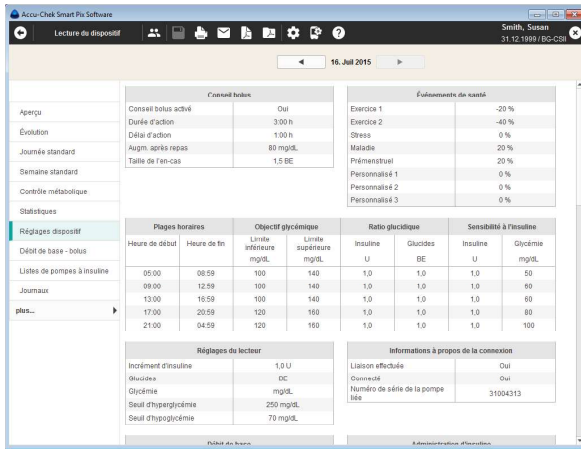 Accu-Chek Smart Pix Software
Lecture du dispositif
Smith, Susan
31.12.1999 / BG-CSII
16. Juil 2015
Aperçu
Évolution
Journée standard
Semaine standard
Contrôle métabolique
Statistiques
Réglages dispositif
Débit de base - bolus
Listes de pompes à insuline
Journaux
plus...
Conseil bolus
Conseil bolus activé Oui
Durée d'action 3:00 h
Délai d'action 1:00 h
Augm. après repas 80 mg/dL
Taille de l'en-cas 1,5 BE
Événements de santé
Exercice 1 -20 %
Exercice 2 -40 %
Stress 0 %
Maladie 20 %
Prémenstruel 20 %
Personnalisé 1 0 %
Personnalisé 2 0 %
Personnalisé 3 0 %
Plages horaires Objectif glycémique Ratio glucidique Sensibilité à l'insuline
Heure de début Heure de fin Limite inférieure Limite supérieure Insuline Glucides Insuline Glycémie
mg/dL mg/dL U BE U mg/dL
05:00 08:59 100 140 1,0 1,0 1,0 50
09:00 12:59 100 140 1,0 1,0 1,0 60
13:00 16:59 100 140 1,0 1,0 1,0 60
17:00 20:59 120 160 1,0 1,0 1,0 80
21:00 04:59 120 160 1,0 1,0 1,0 100
Réglages du lecteur
Incrément d'insuline 1,0 U
Glucides
Glycémie mg/dL
Seuil d'hyperglycémie 250 mg/dL
Seuil d'hypoglycémie 70 mg/dL
Informations à propos de la connexion
Liaison effectuée Oui
Connecté Oui
Numéro de série de la pompe
liée 31004313
Débit de base
Administration d'insuline